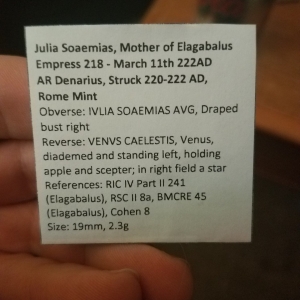 Julia Soaemias, Mother of Elagabalus
Empress 218 - March 11th 222AD
AR Denarius, Struck 220-222 AD,
Rome Mint
Obverse: IVLIA SOAEMIAS AVG, Draped
bust right
Reverse: VENVS CAELESTIS, Venus,
diademed and standing left, holding
apple and scepter; in right field a star
References: RIC IV Part II 241
(Elagabalus), RSC II 8a, BMCRE 45
(Elagabalus), Cohen 8
Size: 19mm, 2.3g